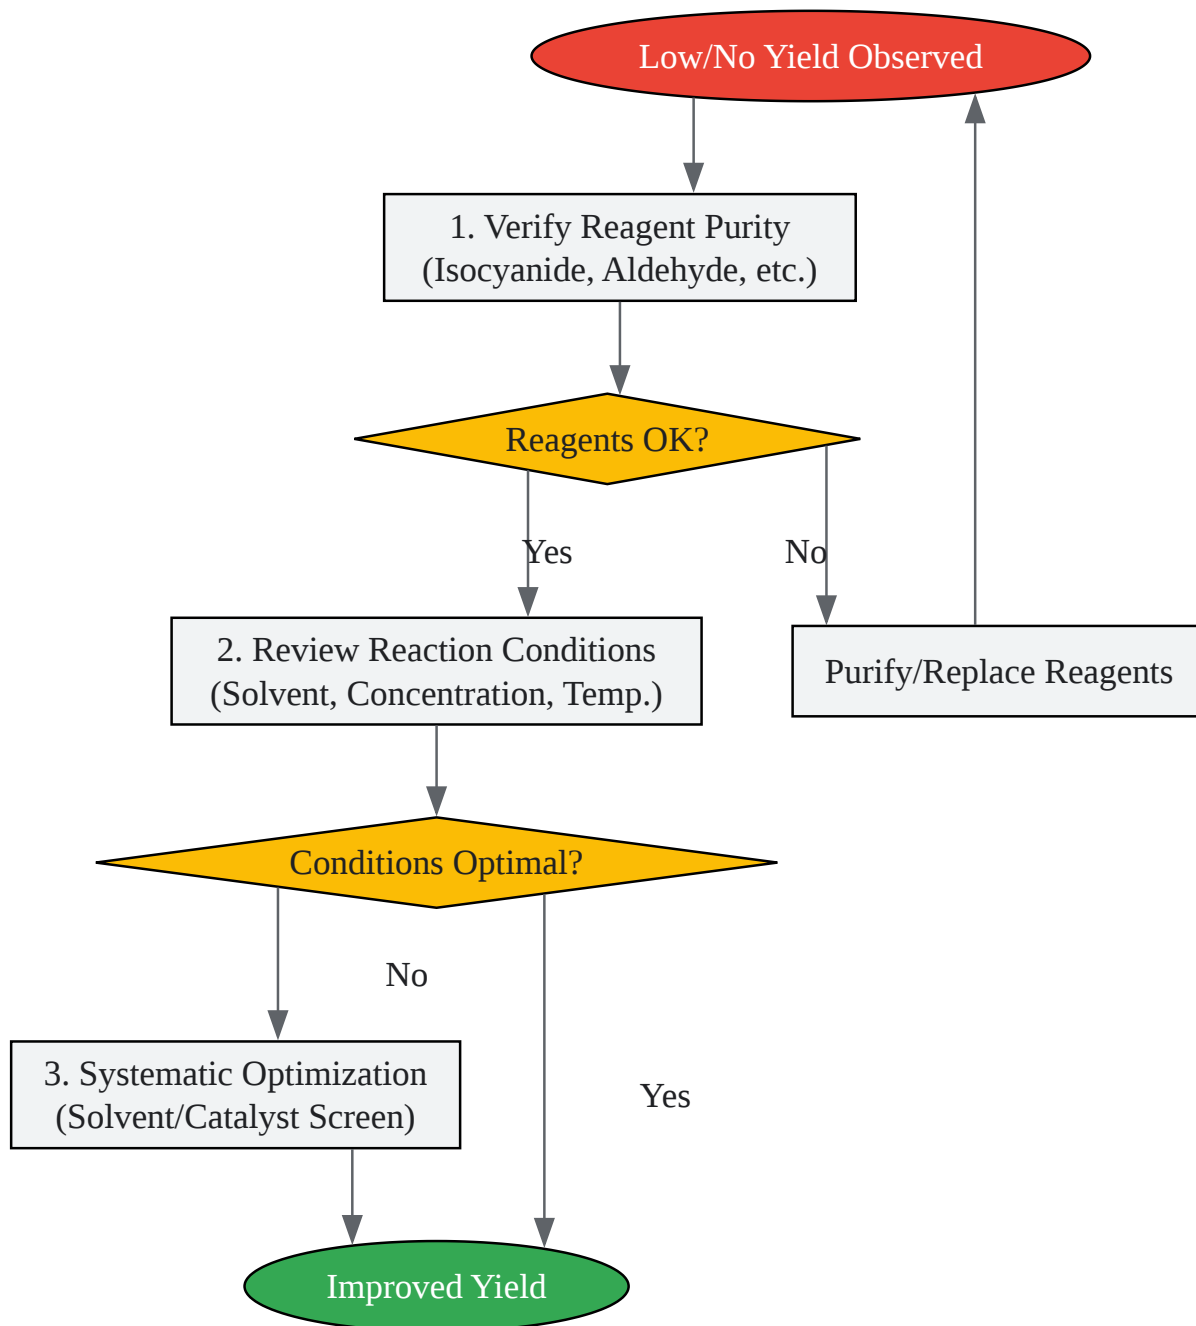 Low/No Yield Observed
1. Verify Reagent Purity
(Isocyanide, Aldehyde, etc.)
Reagents OK?
Yes
No
2. Review Reaction Conditions
(Solvent, Concentration, Temp.)
Purify/Replace Reagents
Conditions Optimal?
No
3. Systematic Optimization
(Solvent/Catalyst Screen)
Yes
Improved Yield